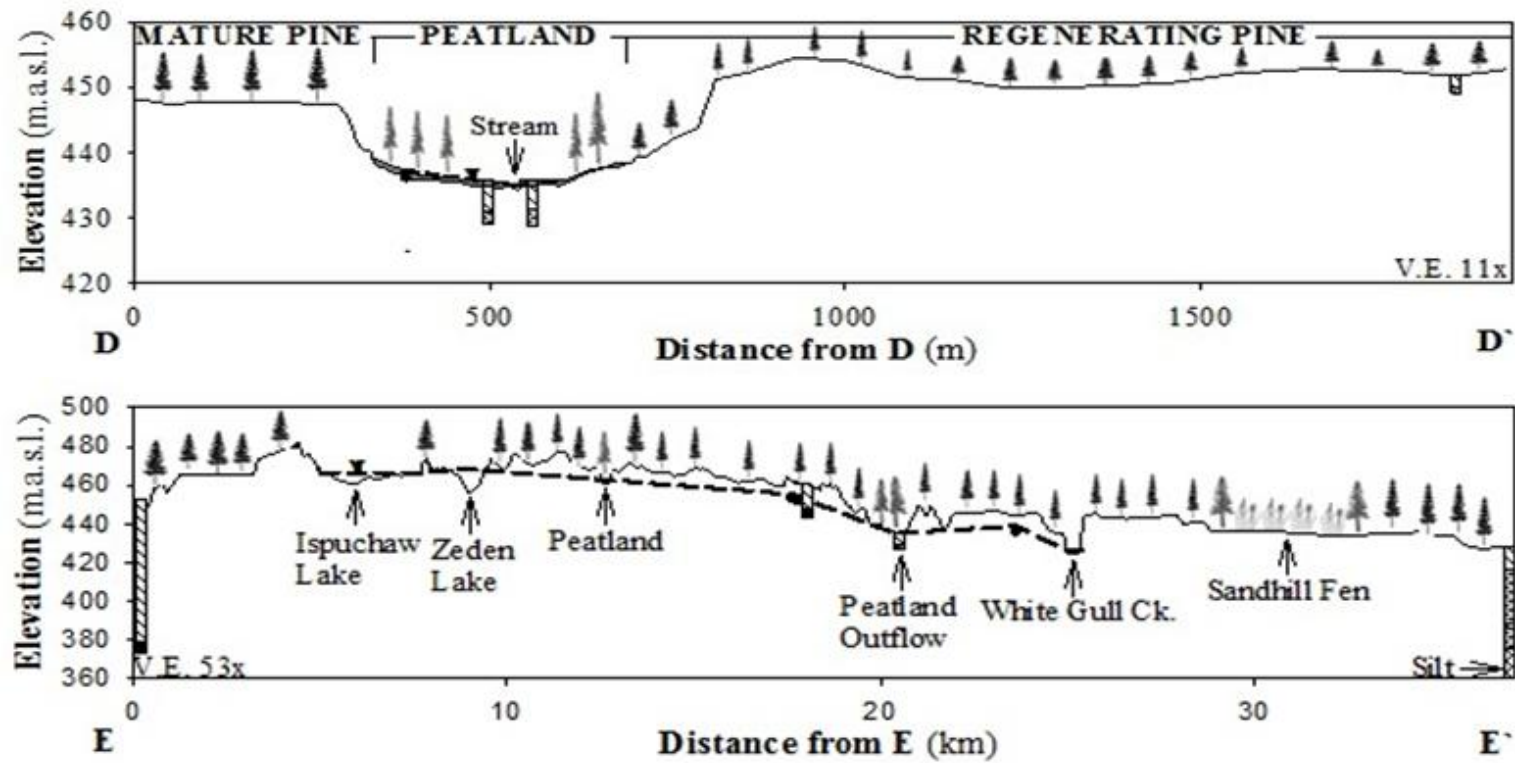 460
MATURE PINE PEATLAND REGENERATING PINE
450
Stream
440
430
420
V.E. 11x
Elevation (m.a.s.l.)
0 500 1000 1500
D Distance from D (m) D`
500
480
460
440
420
400
380
360
Elevation (m.a.s.l.)
Ispuchaw
Lake
Zeden
Lake
Peatland
Peatland
Outflow
White Gull Ck.
Sandhill Fen
V.E. 53x
Silt
0 10 20 30
E Distance from E (km) E`